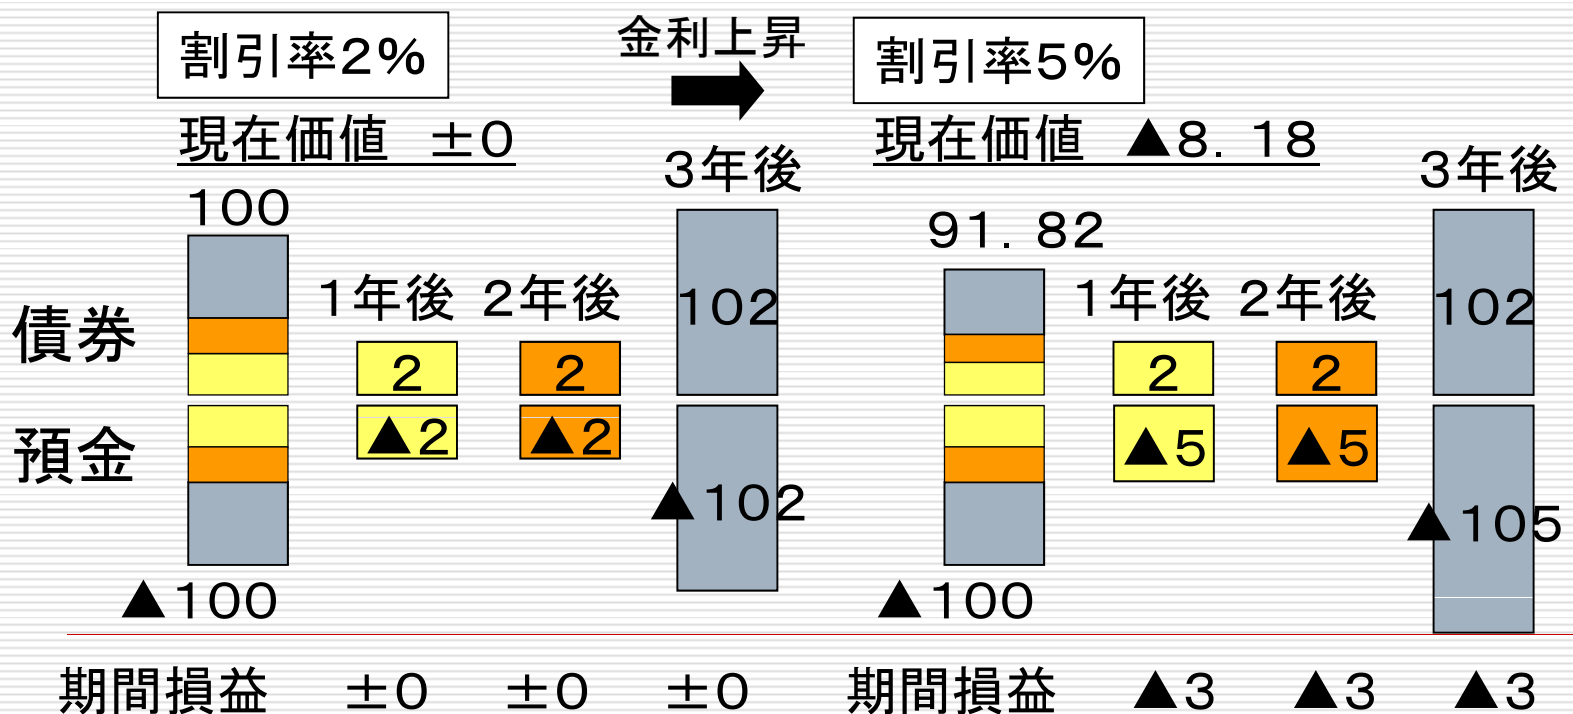 割引率2%
金利上昇
割引率5%
現在価値 ±0
現在価値 ▲8.18
100
1年後
2年後
3年後
91.82
1年後
2年後
3年後
債券
2
2
102
2
2
102
預金
▲2
▲2
▲102
▲5
▲5
▲105
▲100
▲100
期間損益 ±0 ±0 ±0
期間損益 ▲3 ▲3 ▲3